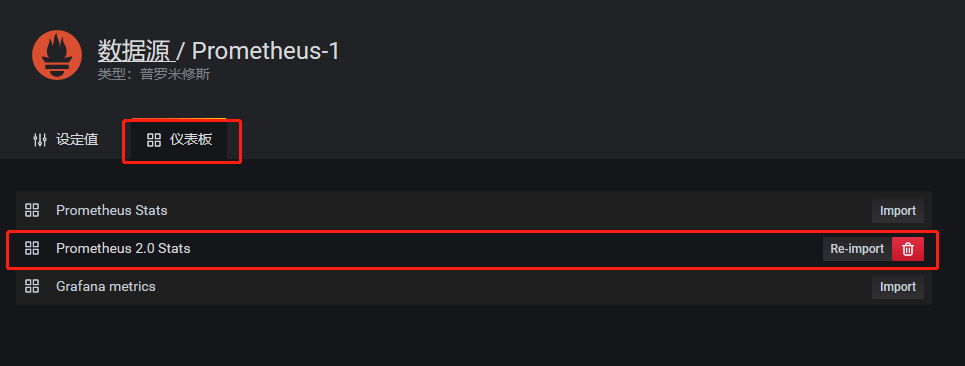 数据源 / Prometheus-1
类型：普罗米修斯
设定值 仪表板
Prometheus Stats Import
Prometheus 2.0 Stats Re-import
Grafana metrics Import